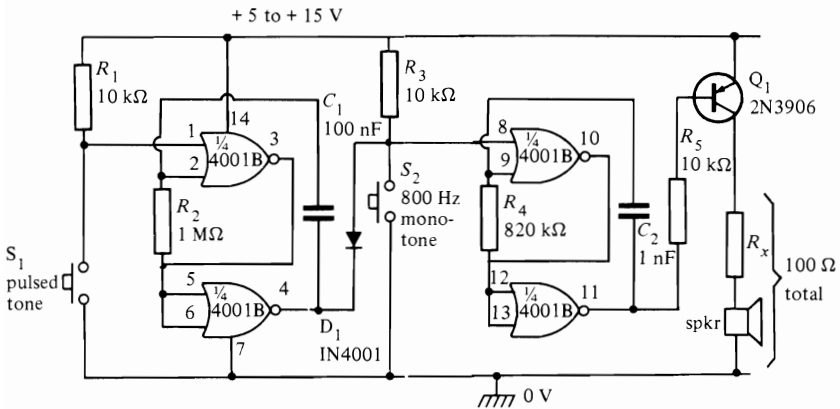 + 5 to + 15 V
R1
10 kΩ
14
1
2
¼
4001B
3
C1
100 nF
R3
10 kΩ
S2
800 Hz
mono-
tone
R2
1 MΩ
S1
pulsed
tone
5
6
¼
4001B
4
7
D1
IN4001
8
9
¼
4001B
10
R4
820 kΩ
C2
1 nF
12
13
¼
4001B
11
R5
10 kΩ
Q1
2N3906
Rx
100 Ω
total
spkr
0 V